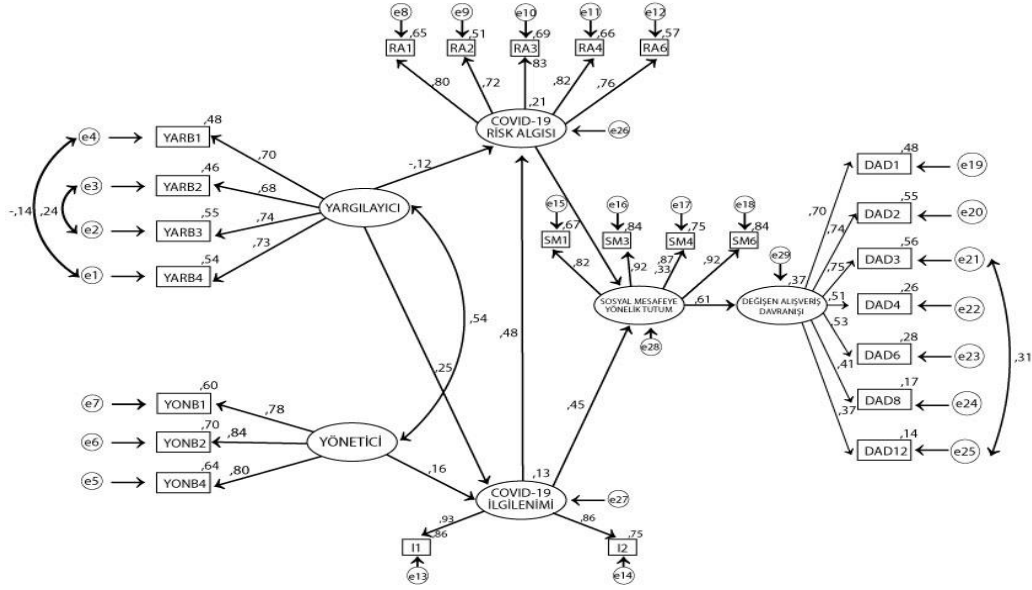 e8 e9 e10 e11 e12
,65 ,51 ,69 ,66 ,57
RA1 RA2 RA3 RA4 RA6
,80 ,72 ,83 ,82 ,76
,21
COVID-19
RİSK ALGISI
e26
e4 YARB1 ,48
,70
e3 YARB2 ,46
,68
-,14 ,24
e2 YARB3 ,55
,74
e1 YARB4 ,54
,73
YARGILAYICI
-,12
e15 e16 e17 e18
,67 ,84 ,75 ,84
SM1 SM3 SM4 SM6
,82 ,92 ,87 ,92
,33
SOSYAL MESAFEYE
YÖNELİK TUTUM
e28
,61
e29
,37
DEĞİŞEN ALIŞVERİŞ
DAVRANIŞI
,48
DAD1 e19
,70
,55
DAD2 e20
,74
,56
DAD3 e21
,75
,26
DAD4 e22
,51
,28
DAD6 e23
,53
,17
DAD8 e24
,41
,14
DAD12 e25
,37
,31
,54
,48
,25
,45
e7 YONB1 ,60
,78
e6 YONB2 ,70
,84
e5 YONB4 ,64
,80
YÖNETİCİ
,16
,13
COVID-19
İLGİLENİMİ
e27
,93 ,86
,86 ,75
I1 I2
e13 e14